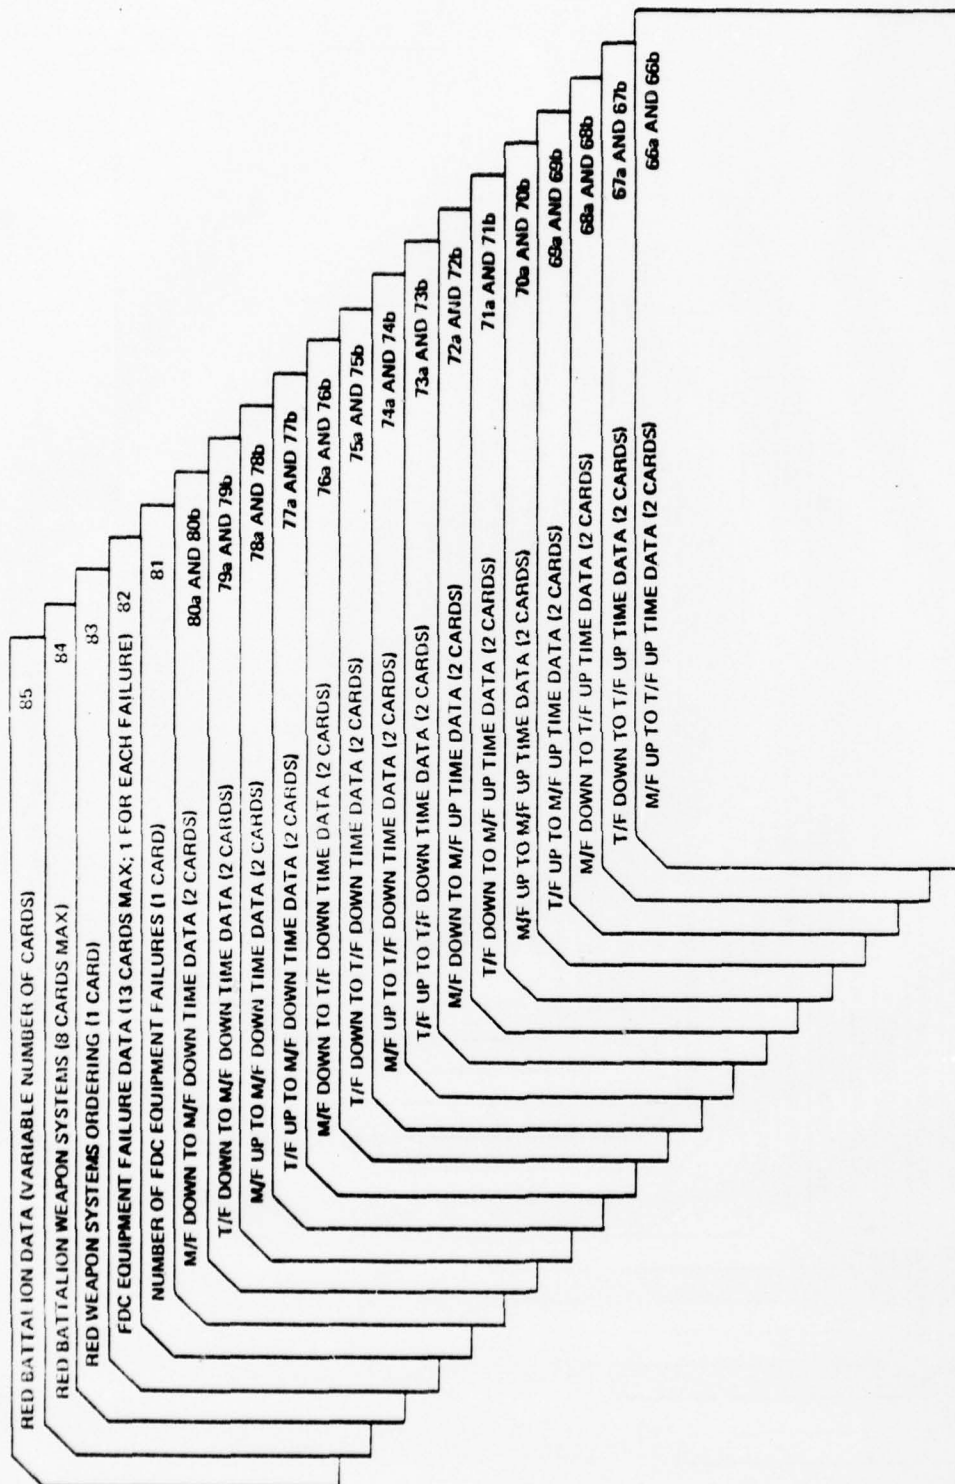 RED BATTALION DATA (VARIABLE NUMBER OF CARDS) 85
RED BATTALION WEAPON SYSTEMS (8 CARDS MAX) 84
RED WEAPON SYSTEMS ORDERING (1 CARD) 83
FDC EQUIPMENT FAILURE DATA (13 CARDS MAX; 1 FOR EACH FAILURE) 82
NUMBER OF FDC EQUIPMENT FAILURES (1 CARD) 81
M/F DOWN TO M/F DOWN TIME DATA (2 CARDS) 80a AND 80b
T/F DOWN TO M/F DOWN TIME DATA (2 CARDS) 79a AND 79b
M/F UP TO M/F DOWN TIME DATA (2 CARDS) 78a AND 78b
T/F UP TO M/F DOWN TIME DATA (2 CARDS) 77a AND 77b
M/F DOWN TO T/F DOWN TIME DATA (2 CARDS) 76a AND 76b
T/F DOWN TO T/F DOWN TIME DATA (2 CARDS) 75a AND 75b
M/F UP TO T/F DOWN TIME DATA (2 CARDS) 74a AND 74b
T/F UP TO T/F DOWN TIME DATA (2 CARDS) 73a AND 73b
M/F DOWN TO M/F UP TIME DATA (2 CARDS) 72a AND 72b
T/F DOWN TO M/F UP TIME DATA (2 CARDS) 71a AND 71b
M/F UP TO M/F UP TIME DATA (2 CARDS) 70a AND 70b
T/F UP TO M/F UP TIME DATA (2 CARDS) 69a AND 69b
M/F DOWN TO T/F UP TIME DATA (2 CARDS) 68a AND 68b
T/F DOWN TO T/F UP TIME DATA (2 CARDS) 67a AND 67b
M/F UP TO T/F UP TIME DATA (2 CARDS) 66a AND 66b